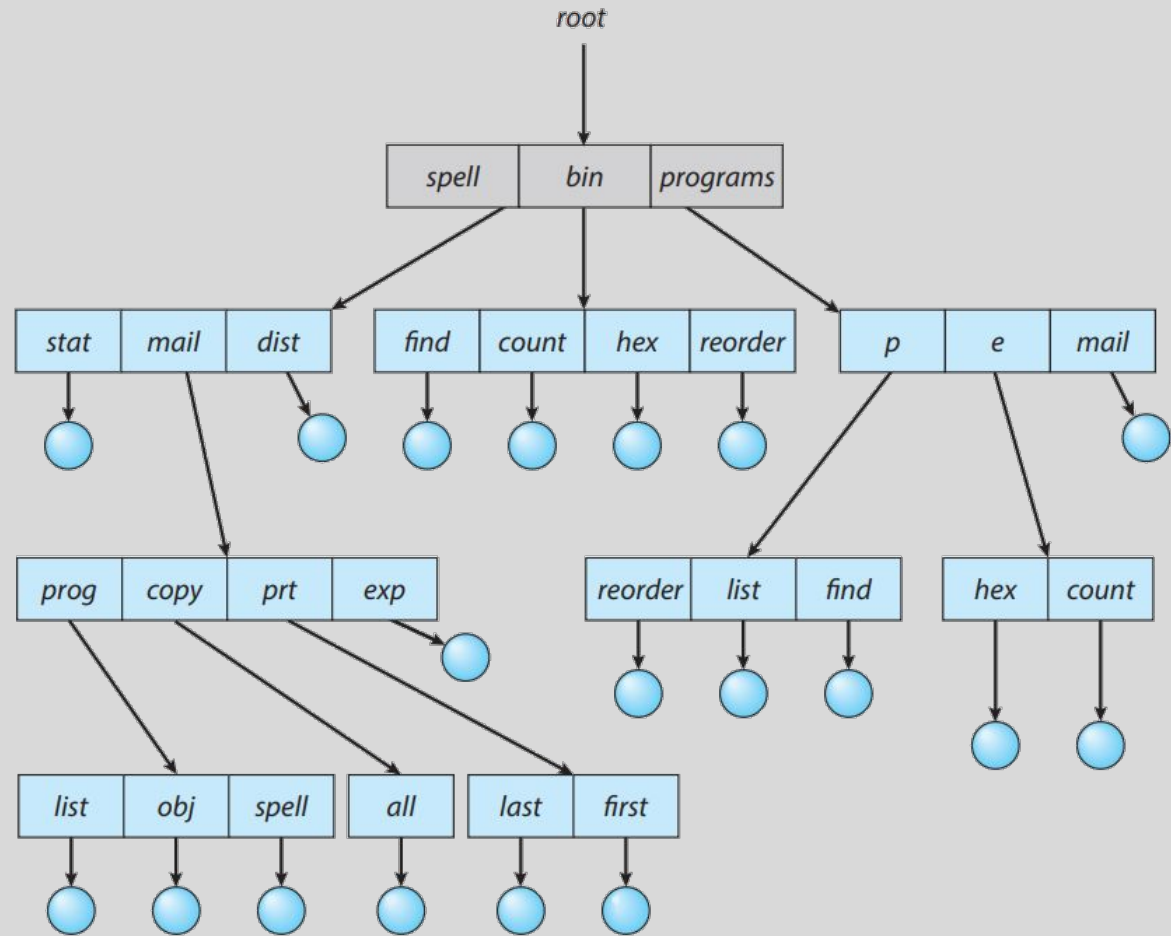 root
spell bin programs
stat mail dist find count hex reorder p e mail
prog copy prt exp reorder list find hex count
list obj spell all last first